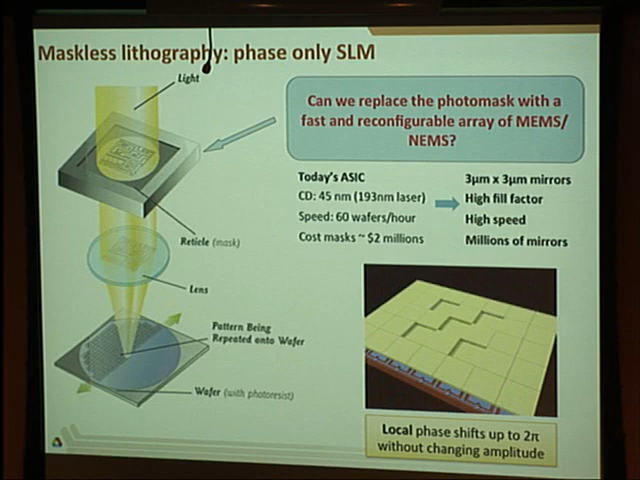 Maskless lithography: phase only SLM
Light
Can we replace the photomask with a
fast and reconfigurable array of MEMS/
NEMS?
Today's ASIC
CD: 45 nm (193nm laser)
Speed: 60 wafers/hour
Cost masks ~ $2 millions
3µm x 3µm mirrors
High fill factor
High speed
Millions of mirrors
Reticle (mask)
Lens
Pattern Being
Repeated onto Wafer
Wafer (with photoresist)
Local phase shifts up to 2π
without changing amplitude